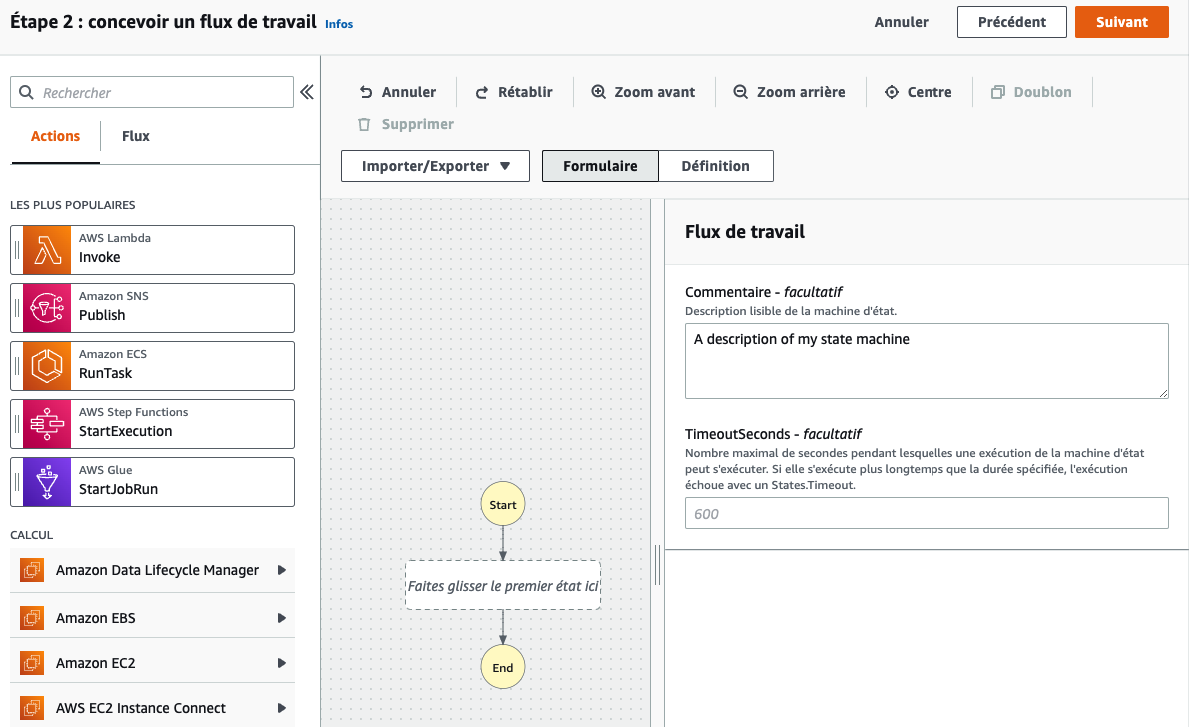 Étape 2 : concevoir un flux de travail Infos
Annuler
Précédent
Suivant
Rechercher
Actions
Flux
LES PLUS POPULAIRES
AWS Lambda
Invoke
Amazon SNS
Publish
Amazon ECS
RunTask
AWS Step Functions
StartExecution
AWS Glue
StartJobRun
CALCUL
Amazon Data Lifecycle Manager
Amazon EBS
Amazon EC2
AWS EC2 Instance Connect
Annuler
Rétablir
Zoom avant
Zoom arrière
Centre
Doublon
Supprimer
Importer/Exporter
Formulaire
Définition
Start
Faites glisser le premier état ici
End
Flux de travail
Commentaire - facultatif
Description lisible de la machine d'état.
A description of my state machine
TimeoutSeconds - facultatif
Nombre maximal de secondes pendant lesquelles une exécution de la machine d'état
peut s'exécuter. Si elle s'exécute plus longtemps que la durée spécifiée, l'exécution
échoue avec un States.Timeout.
600